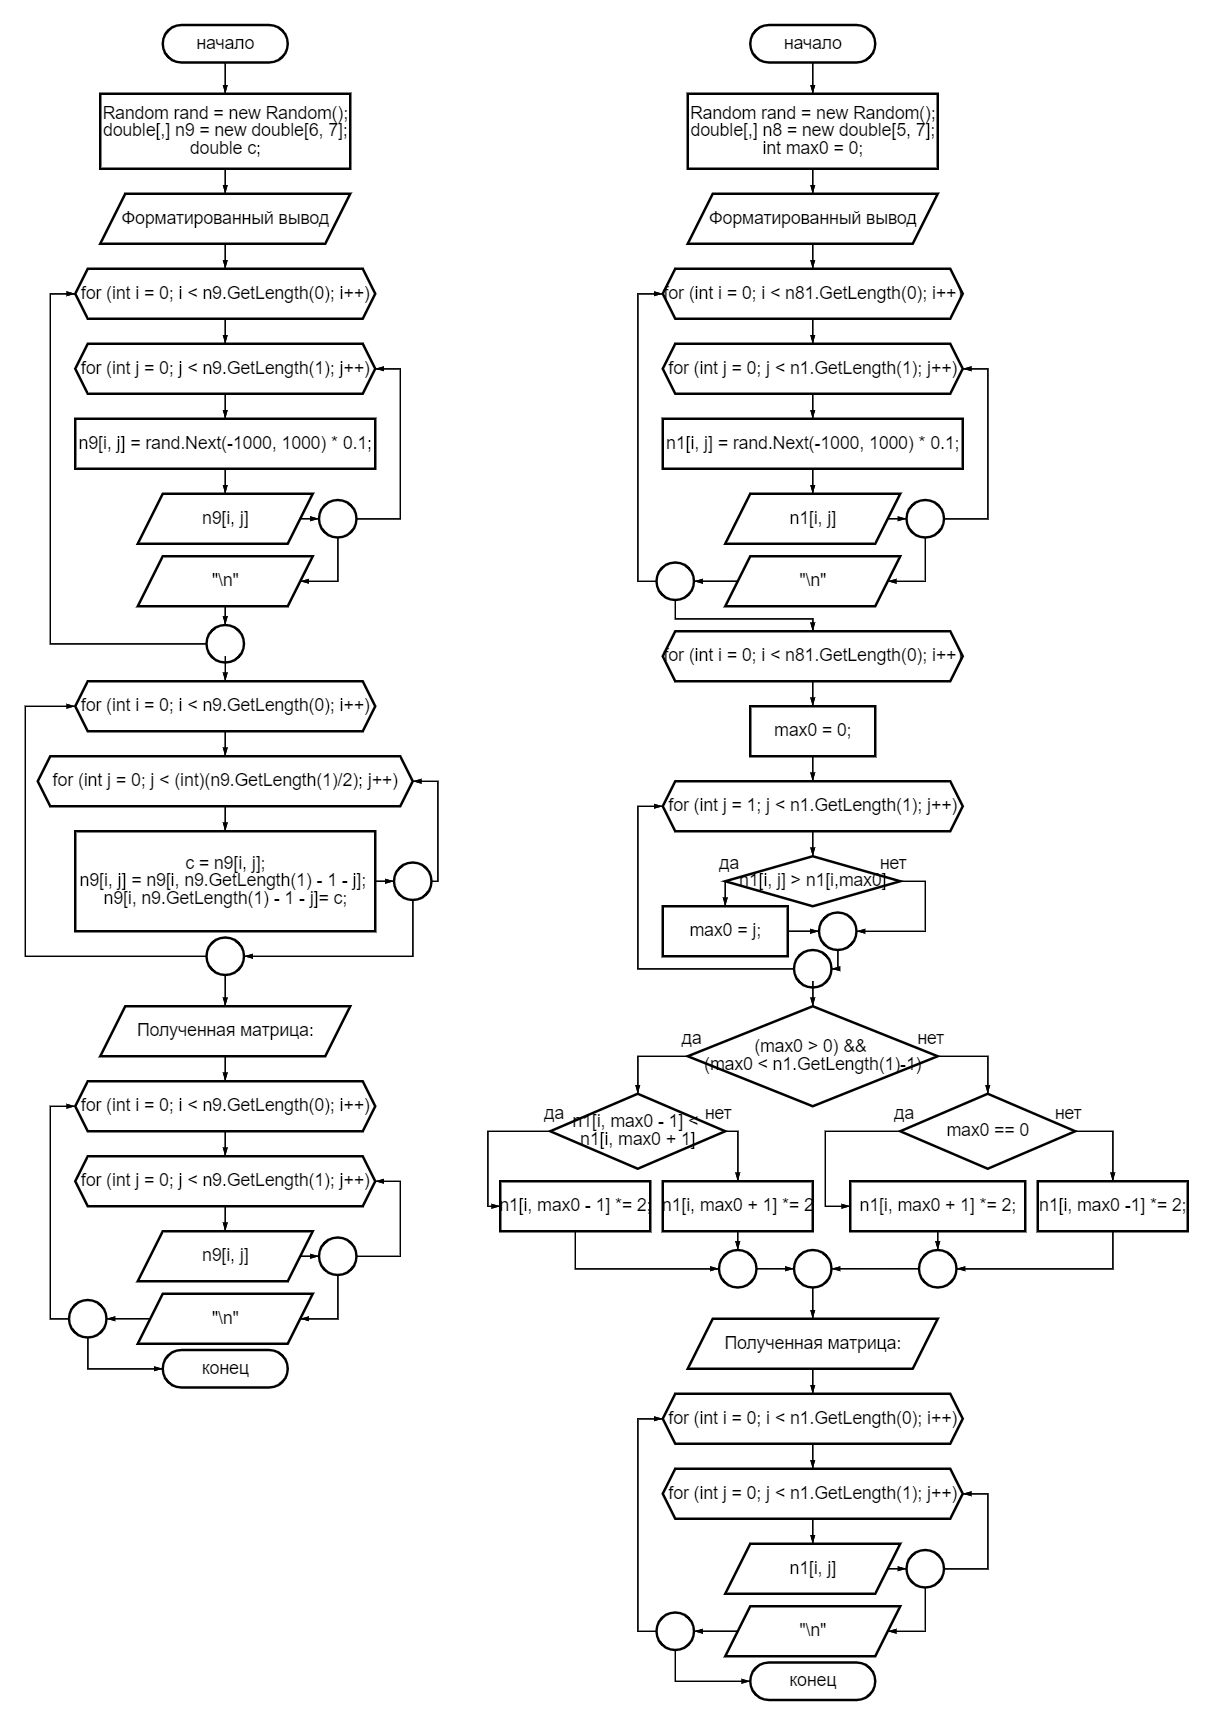 начало
Random rand = new Random();
double[,] n9 = new double[6, 7];
double c;
Форматированный вывод
for (int i = 0; i < n9.GetLength(0); i++)
for (int j = 0; j < n9.GetLength(1); j++)
n9[i, j] = rand.Next(-1000, 1000) * 0.1;
n9[i, j]
"\n"
for (int i = 0; i < n9.GetLength(0); i++)
for (int j = 0; j < (int)(n9.GetLength(1)/2); j++)
c = n9[i, j];
n9[i, j] = n9[i, n9.GetLength(1) - 1 - j];
n9[i, n9.GetLength(1) - 1 - j]= c;
Полученная матрица:
for (int i = 0; i < n9.GetLength(0); i++)
for (int j = 0; j < n9.GetLength(1); j++)
n9[i, j]
"\n"
конец
начало
Random rand = new Random();
double[,] n8 = new double[5, 7];
int max0 = 0;
Форматированный вывод
for (int i = 0; i < n81.GetLength(0); i++
for (int j = 0; j < n1.GetLength(1); j++)
n1[i, j] = rand.Next(-1000, 1000) * 0.1;
n1[i, j]
"\n"
for (int i = 0; i < n81.GetLength(0); i++
max0 = 0;
for (int j = 1; j < n1.GetLength(1); j++)
да
нет
n1[i, j] > n1[i,max0]
max0 = j;
да
нет
(max0 > 0) &&
(max0 < n1.GetLength(1)-1)
да
нет
n1[i, max0 - 1] <
n1[i, max0 + 1]
да
нет
max0 == 0
n1[i, max0 - 1] *= 2;
n1[i, max0 + 1] *= 2
n1[i, max0 + 1] *= 2;
n1[i, max0 -1] *= 2;
Полученная матрица:
for (int i = 0; i < n1.GetLength(0); i++)
for (int j = 0; j < n1.GetLength(1); j++)
n1[i, j]
"\n"
конец